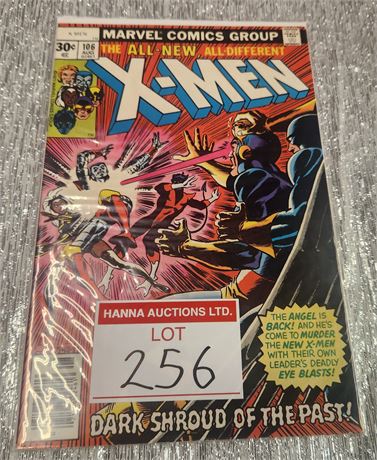 X-MEN
MARVEL COMICS GROUP
30¢
106
AUG
THE ALL-NEW ALL-DIFFERENT
X-MEN
HANNA AUCTIONS LTD.
LOT
256
THE ANGEL IS
BACK! AND HE'S
COME TO MURDER
THE NEW X-MEN
WITH THEIR OWN
LEADER'S DEADLY
EYE BLASTS!
DARK SHROUD OF THE PAST!